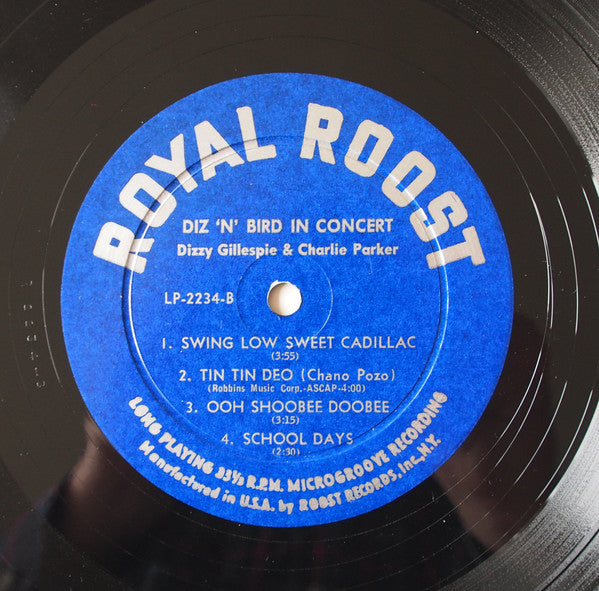 ROYAL ROOST
DIZ 'N' BIRD IN CONCERT
Dizzy Gillespie & Charlie Parker
LP-2234-B
1. SWING LOW SWEET CADILLAC
(3:55)
2. TIN TIN DEO (Chano Pozo)
(Robbins Music Corp.-ASCAP-4:00)
3. OOH SHOOBEE DOOBEE
(3:15)
4. SCHOOL DAYS
(2:30)
LONG PLAYING 33⅓ R.P.M. MICROGROOVE RECORDING
Manufactured in U.S.A. by ROOST RECORDS, Inc., N.Y.